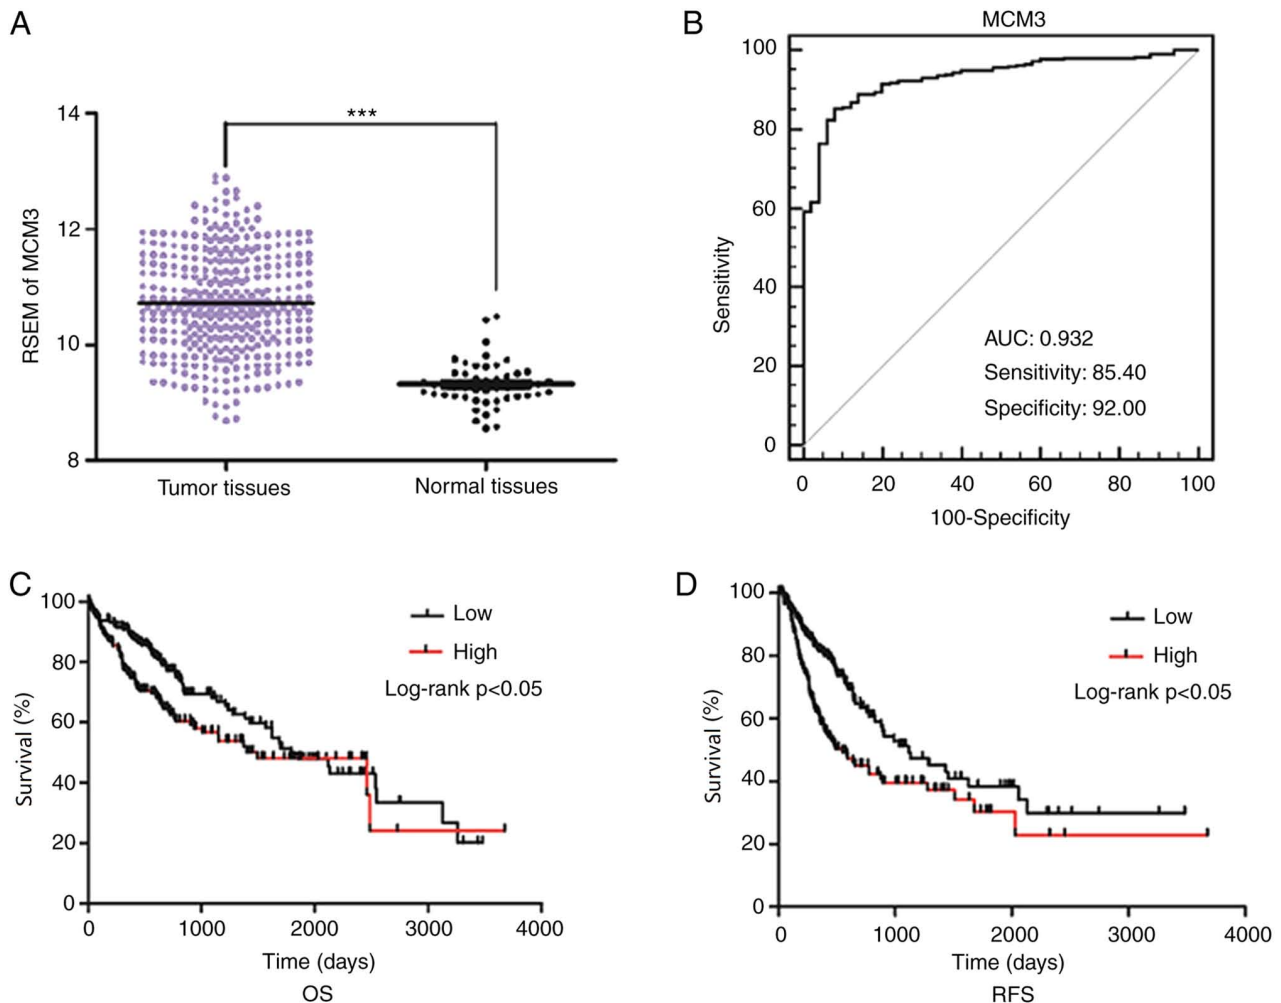 A
RSEM of MCM3
14
12
10
8
***
Tumor tissues
Normal tissues
B
MCM3
Sensitivity
100
80
60
40
20
0
AUC: 0.932
Sensitivity: 85.40
Specificity: 92.00
0
20
40
60
80
100
100-Specificity
C
Survival (%)
100
80
60
40
20
0
Low
High
Log-rank p<0.05
0
1000
2000
3000
4000
Time (days)
OS
D
Survival (%)
100
80
60
40
20
0
Low
High
Log-rank p<0.05
0
1000
2000
3000
4000
Time (days)
RFS